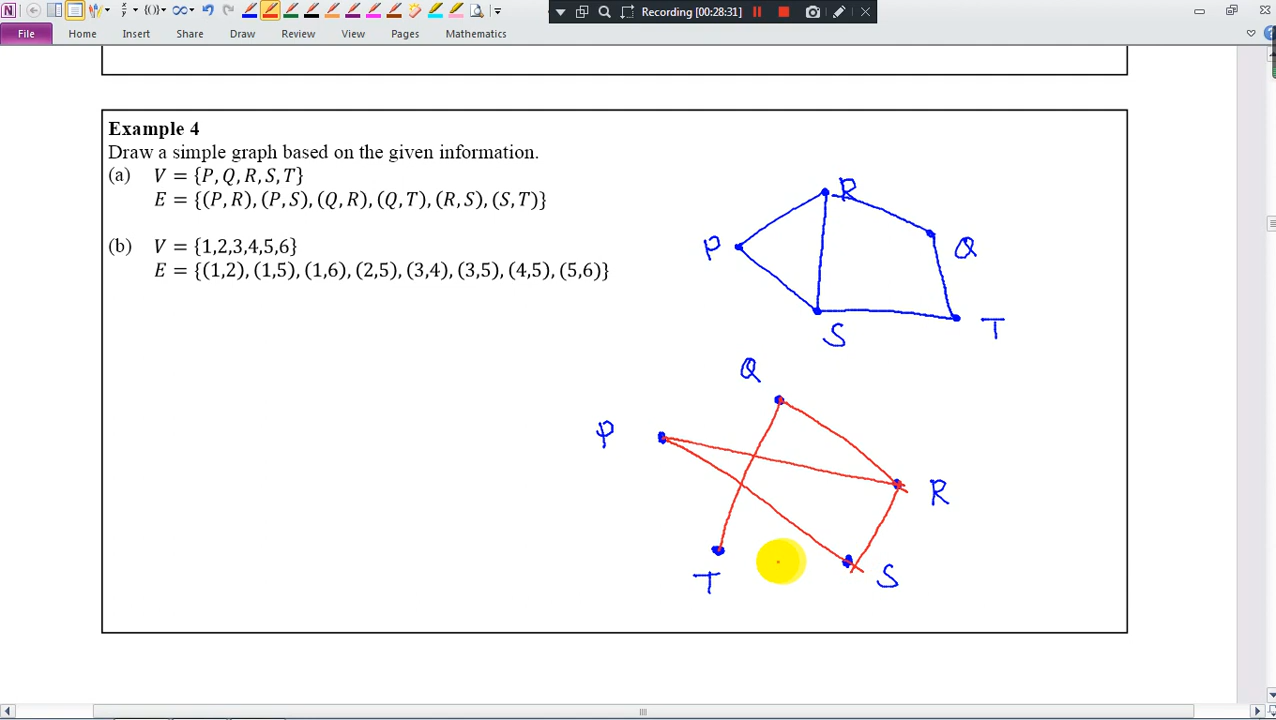 Recording [00:28:31]
File Home Insert Share Draw Review View Pages Mathematics
Example 4
Draw a simple graph based on the given information.
(a) V = {P, Q, R, S, T}
E = {(P, R), (P, S), (Q, R), (Q, T), (R, S), (S, T)}
(b) V = {1,2,3,4,5,6}
E = {(1,2), (1,5), (1,6), (2,5), (3,4), (3,5), (4,5), (5,6)}
R
P
Q
S
T
Q
P
R
T
S